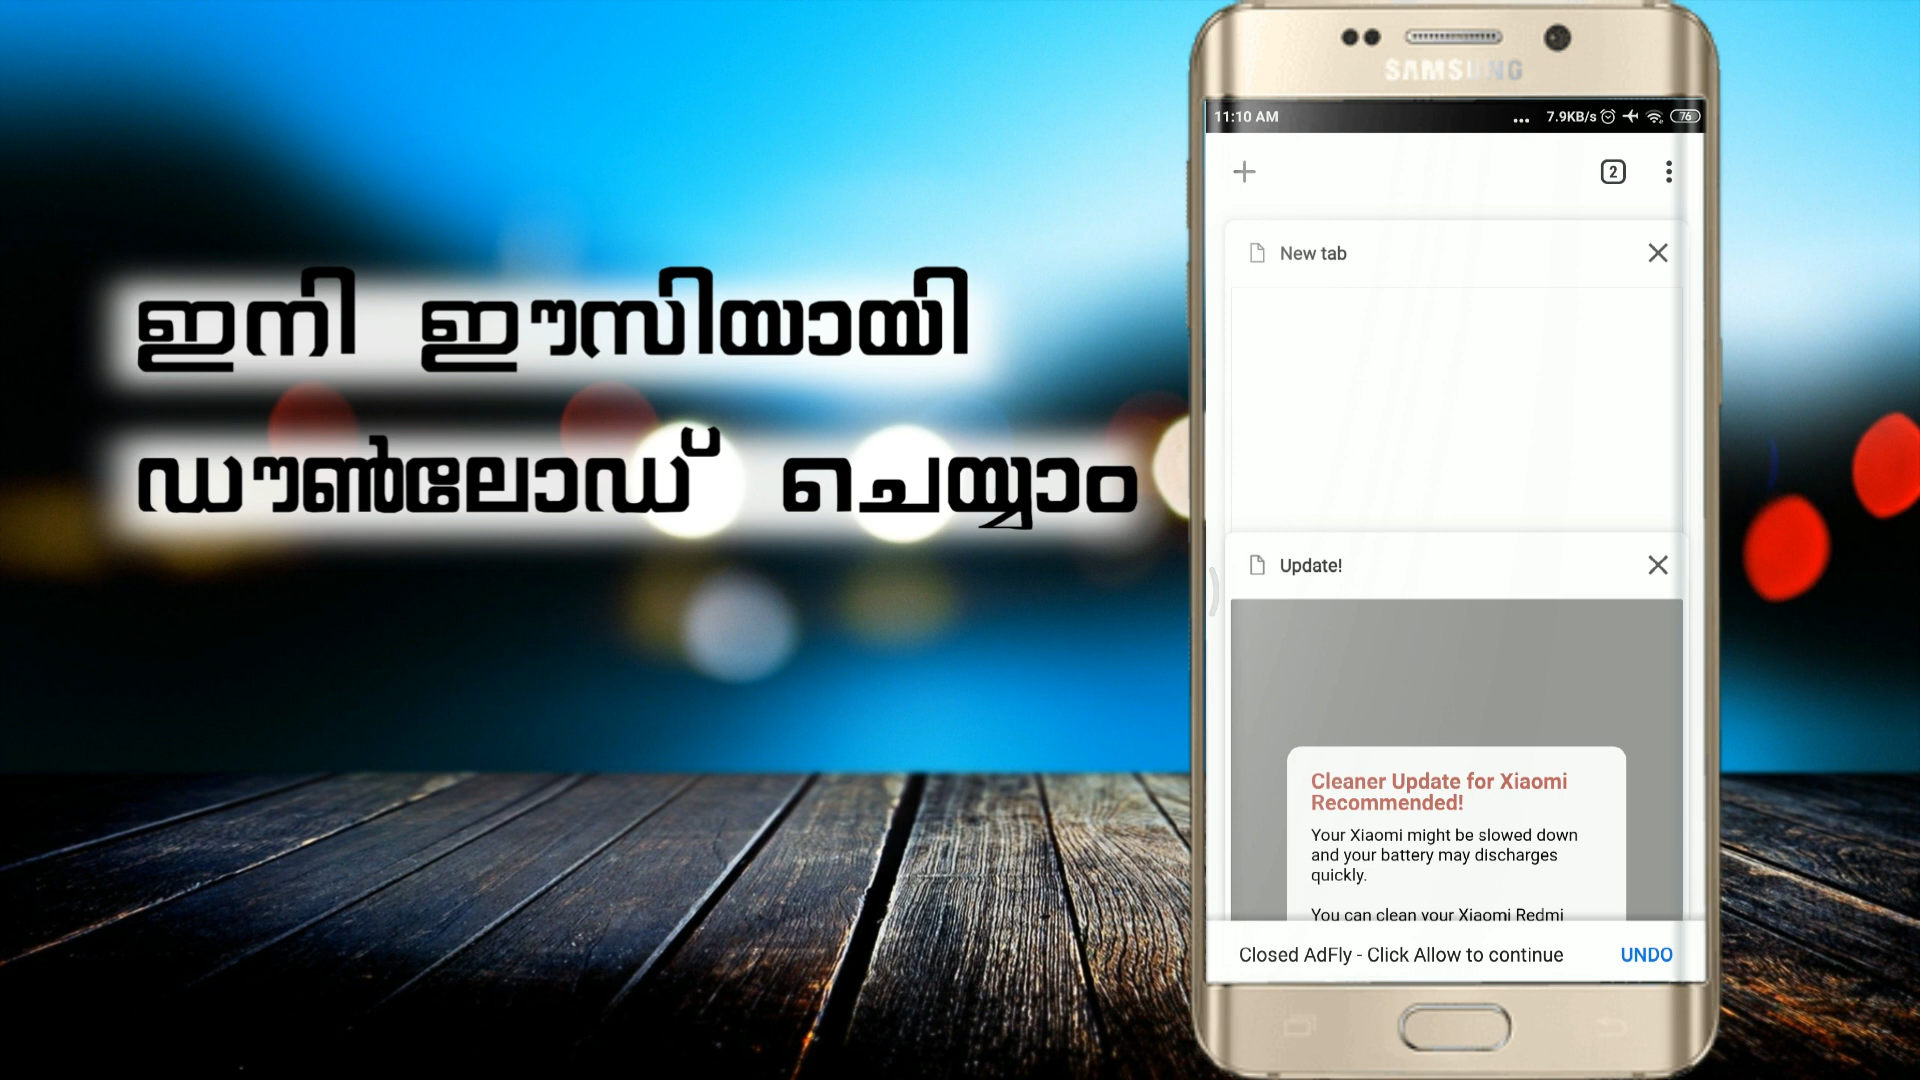 ഇനി ഈസിയായി
ഡൗൺലോഡ് ചെയ്യാം
SAMSUNG
11:10 AM
... 7.9KB/s 76
2
New tab
Update!
Cleaner Update for Xiaomi
Recommended!
Your Xiaomi might be slowed down
and your battery may discharges
quickly.
You can clean your Xiaomi Redmi
Closed AdFly - Click Allow to continue UNDO